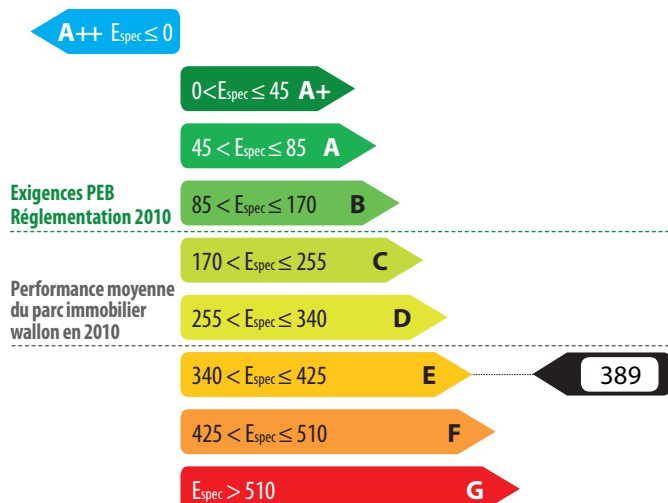 A++ Espec ≤ 0
0<Espec ≤ 45 A+
45 < Espec ≤ 85 A
Exigences PEB
Réglementation 2010
85 < Espec ≤ 170 B
170 < Espec ≤ 255 C
Performance moyenne
du parc immobilier
wallon en 2010
255 < Espec ≤ 340 D
340 < Espec ≤ 425 E
389
425 < Espec ≤ 510 F
Espec > 510 G